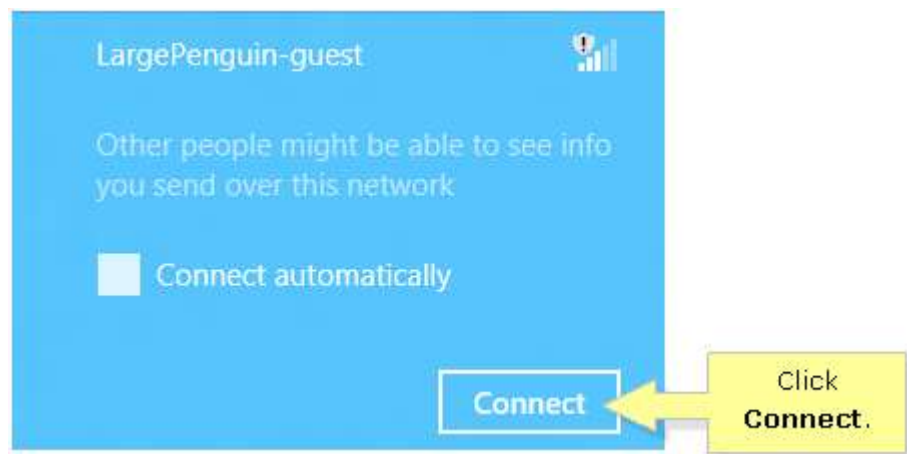 LargePenguin-guest
Other people might be able to see info
you send over this network
Connect automatically
Connect
Click
Connect.